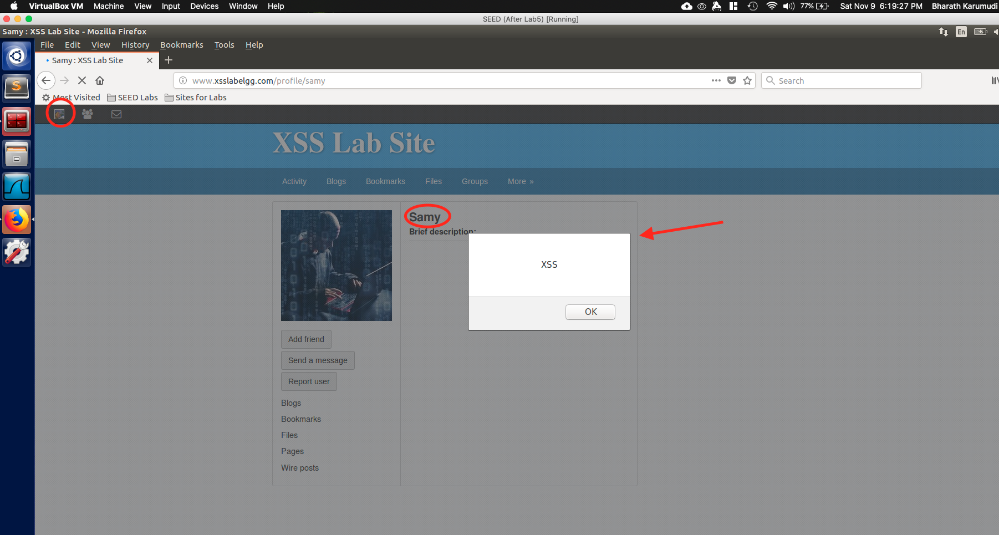 VirtualBox VM Machine View Input Devices Window Help 77% Sat Nov 9 6:19:27 PM Bharath Karumudi
SEED (After Lab5) [Running]
Samy : XSS Lab Site - Mozilla Firefox En
File Edit View History Bookmarks Tools Help
Samy : XSS Lab Site
www.xsslabelgg.com/profile/samy Search
Most Visited SEED Labs Sites for Labs
XSS Lab Site
Activity Blogs Bookmarks Files Groups More »
Samy
Brief description:
XSS
OK
Add friend
Send a message
Report user
Blogs
Bookmarks
Files
Pages
Wire posts